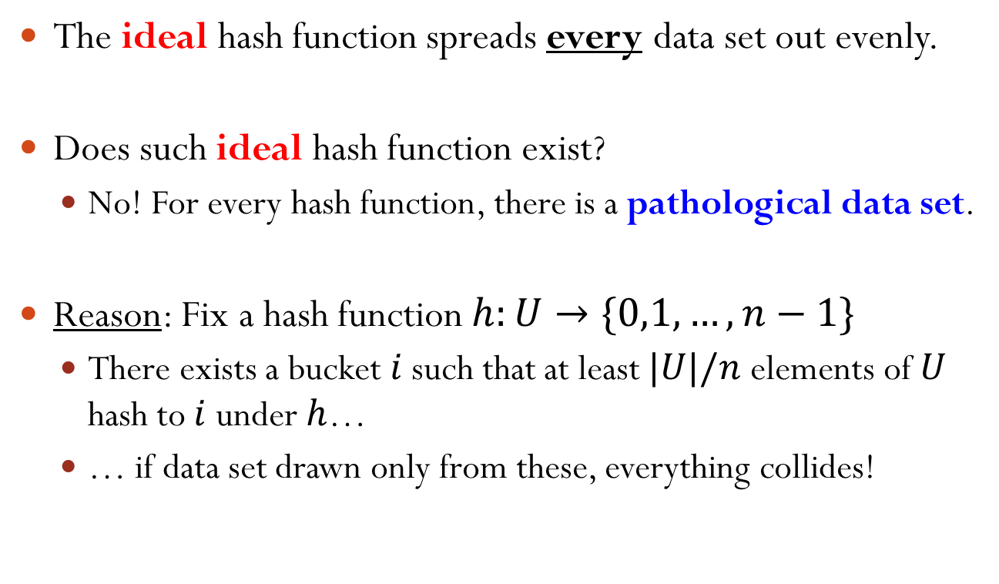 • The ideal hash function spreads every data set out evenly.
• Does such ideal hash function exist?
• No! For every hash function, there is a pathological data set.
• Reason: Fix a hash function h: U → {0,1, … , n − 1}
• There exists a bucket i such that at least |U|/n elements of U
hash to i under h…
• … if data set drawn only from these, everything collides!